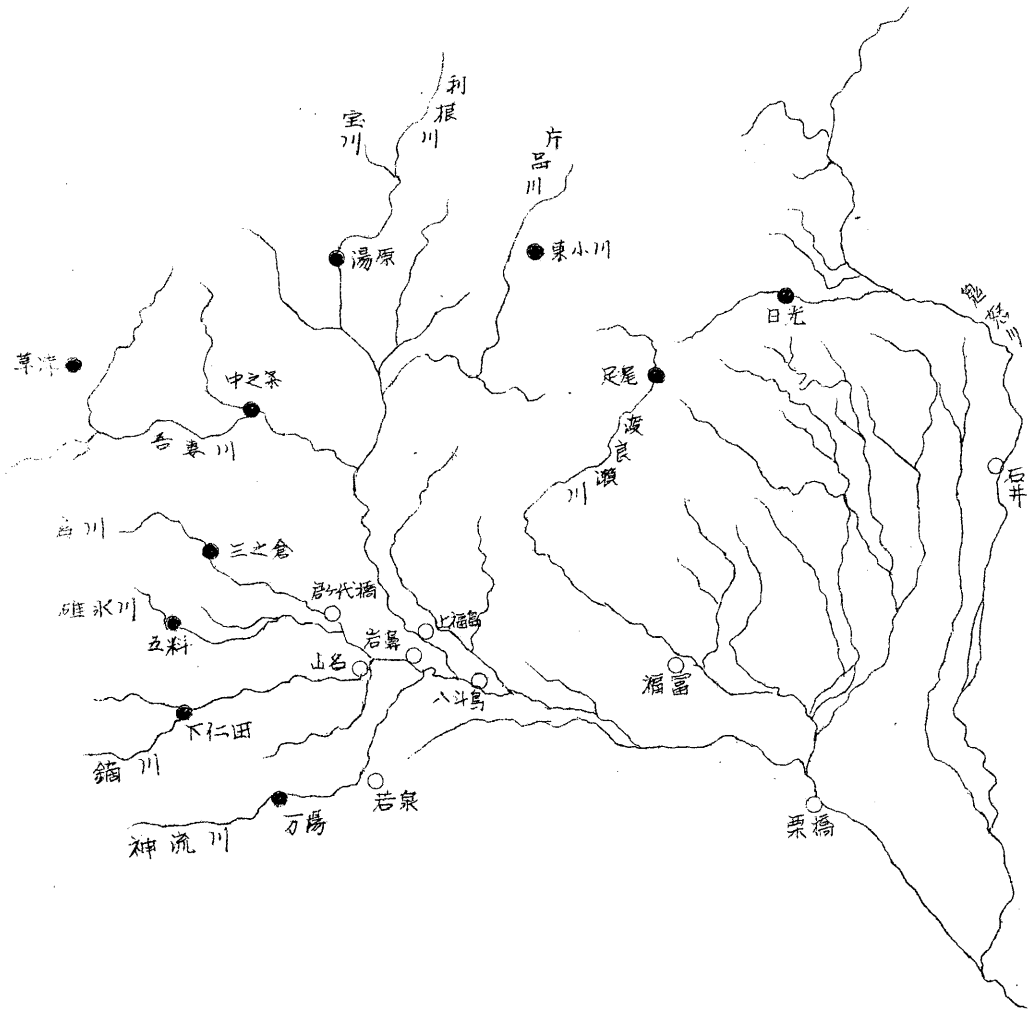 利根川
宝川
片品川
湯原
東小川
日光
鬼怒川
草津
中之条
足尾
吾妻川
渡良瀬川
石井
烏川
三之倉
君ヶ代橋
碓氷川
五料
上福島
岩鼻
山名
八斗島
福富
下仁田
鏑川
若泉
万場
神流川
栗橋